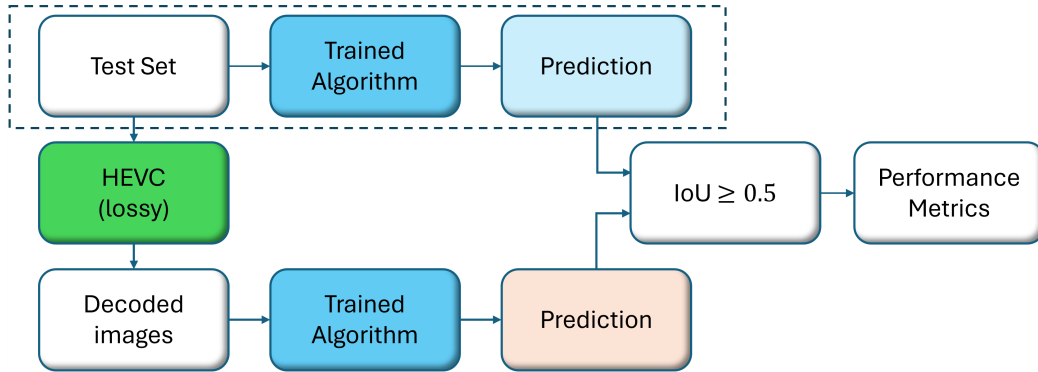 Test Set
Trained
Algorithm
Prediction
HEVC
(lossy)
IoU ≥ 0.5
Performance
Metrics
Decoded
images
Trained
Algorithm
Prediction